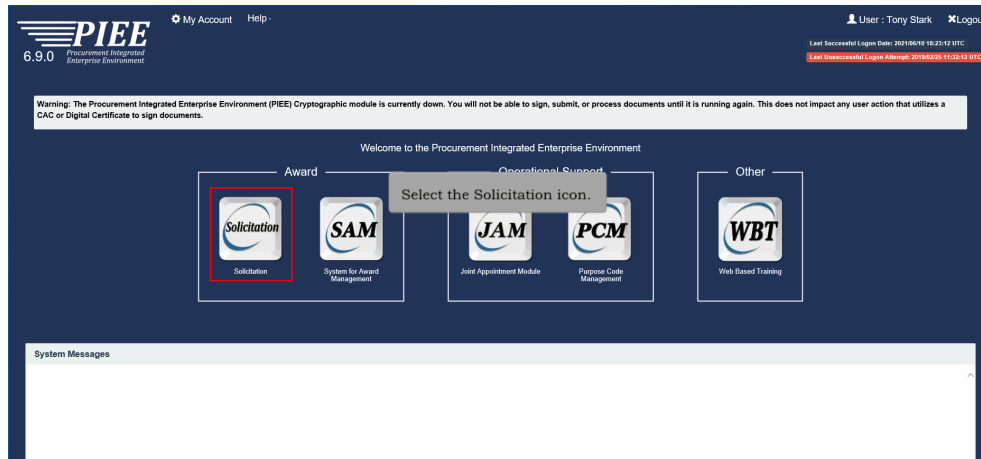 PIEE
6.9.0
Procurement Integrated
Enterprise Environment
My Account
Help
User : Tony Stark
Logou
Last Successful Logon Date: 2021/06/10 18:23:12 UTC
Last Unsuccessful Logon Attempt: 2019/02/25 11:32:12 UTC
Warning: The Procurement Integrated Enterprise Environment (PIEE) Cryptographic module is currently down. You will not be able to sign, submit, or process documents until it is running again. This does not impact any user action that utilizes a
CAC or Digital Certificate to sign documents.
Welcome to the Procurement Integrated Enterprise Environment
Award
Operational Support
Other
Select the Solicitation icon.
Solicitation
SAM
JAM
PCM
WBT
Solicitation
System for Award
Management
Joint Appointment Module
Purpose Code
Management
Web Based Training
System Messages